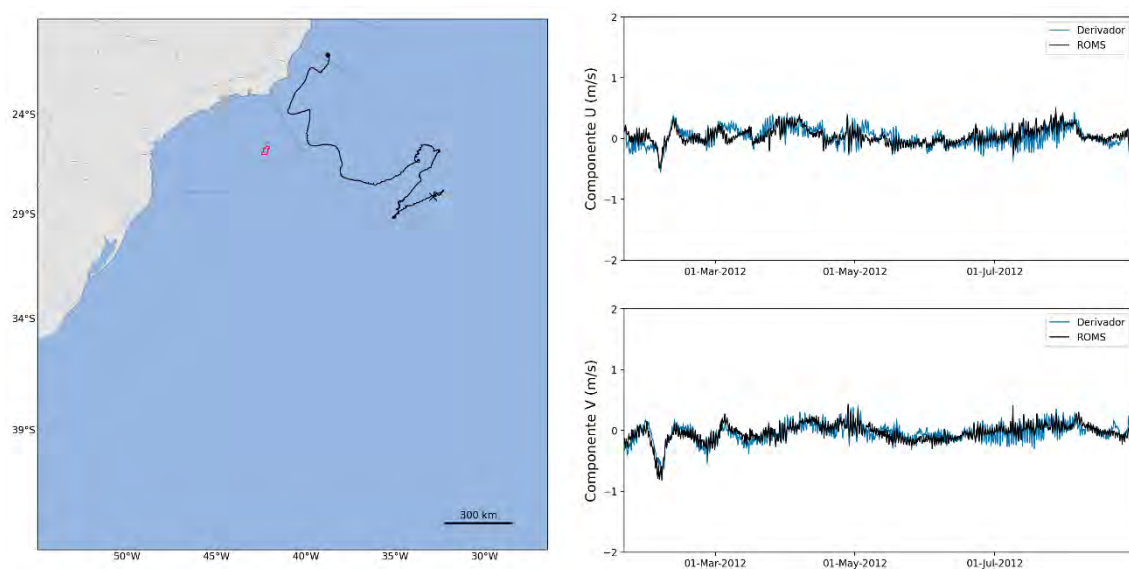 24°S
29°S
34°S
39°S
50°W
45°W
40°W
35°W
30°W
300 km
Componente U (m/s)
2
1
0
−1
−2
01-Mar-2012
01-May-2012
01-Jul-2012
Derivador
ROMS
Componente V (m/s)
2
1
0
−1
−2
01-Mar-2012
01-May-2012
01-Jul-2012
Derivador
ROMS